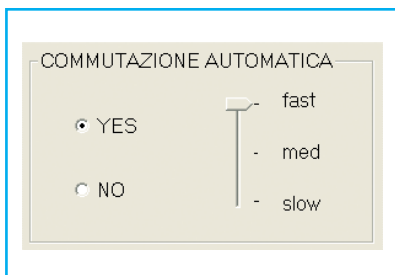 COMMUTAZIONE AUTOMATICA
YES
NO
- fast
- med
- slow